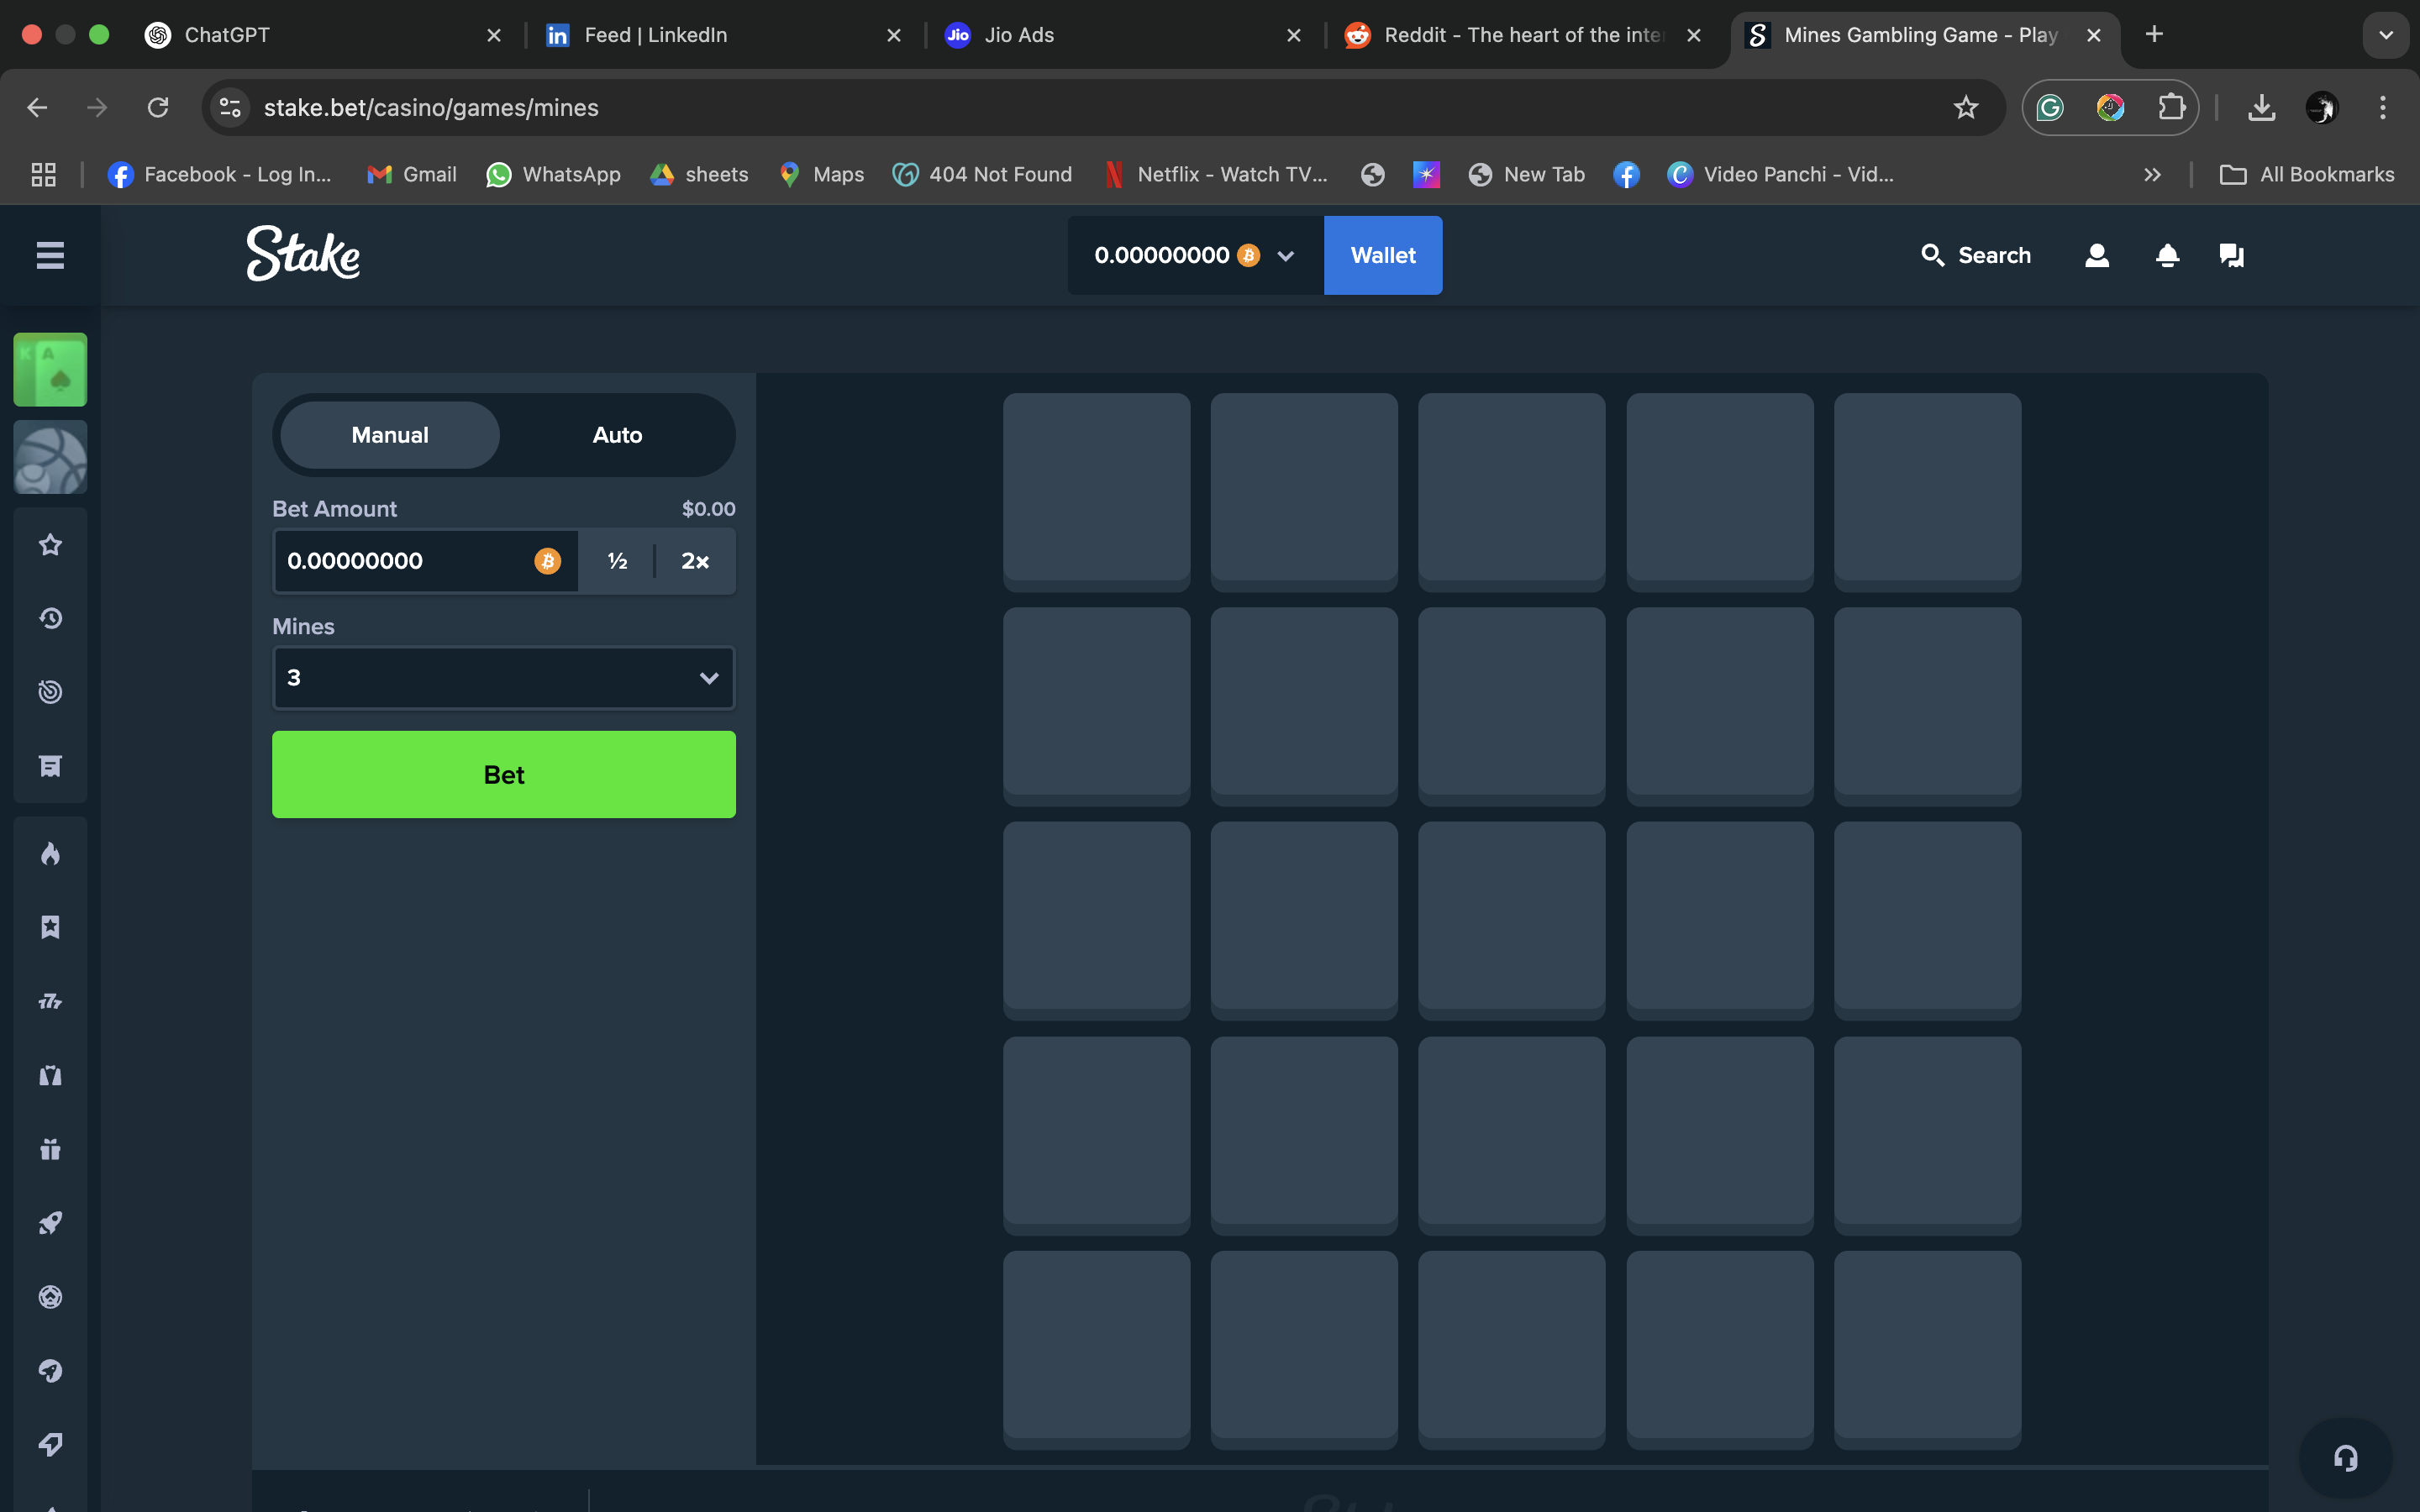 ChatGPT
Feed | LinkedIn
Jio Jio Ads
Reddit - The heart of the inte
Mines Gambling Game - Play
stake.bet/casino/games/mines
Facebook - Log In...
Gmail
WhatsApp
sheets
Maps
404 Not Found
Netflix - Watch TV...
New Tab
Video Panchi - Vid...
All Bookmarks
Stake
0.00000000
Wallet
Search
K A
Manual
Auto
Bet Amount
$0.00
0.00000000
½
2×
Mines
3
Bet